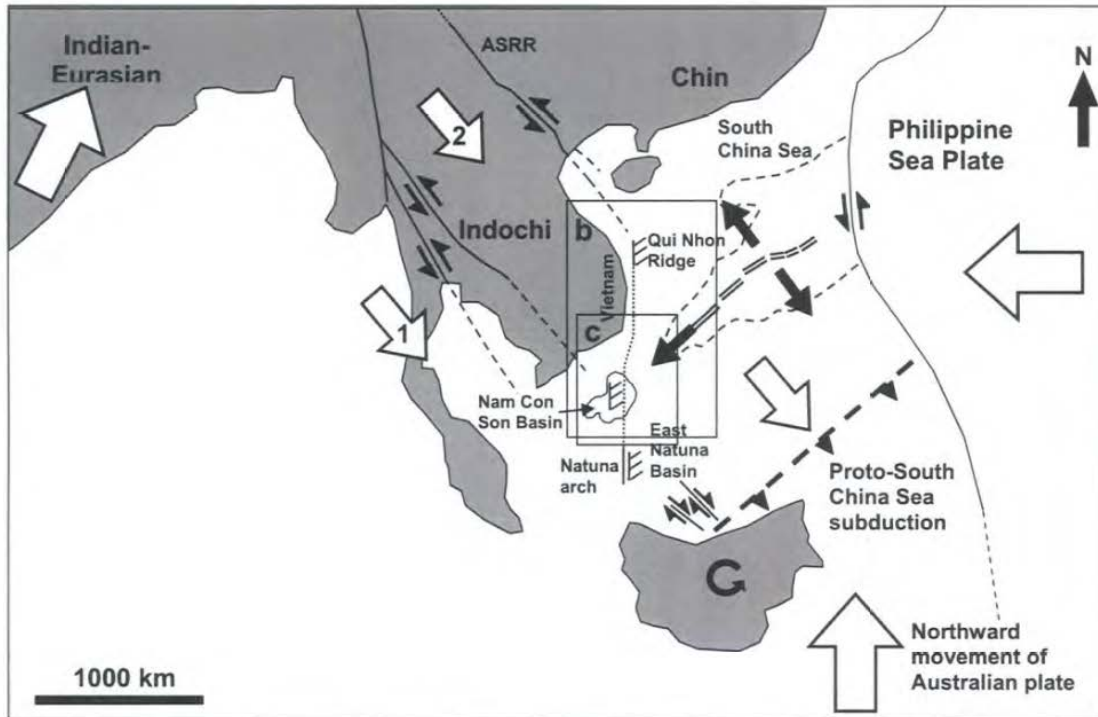 Indian-
Eurasian
ASRR
Chin
N
South
China Sea
Philippine
Sea Plate
2
Indochi
b
Qui Nhon
Ridge
Vietnam
1
c
Nam Con
Son Basin
East
Natuna
Basin
Natuna
arch
Proto-South
China Sea
subduction
Northward
movement of
Australian plate
1000 km